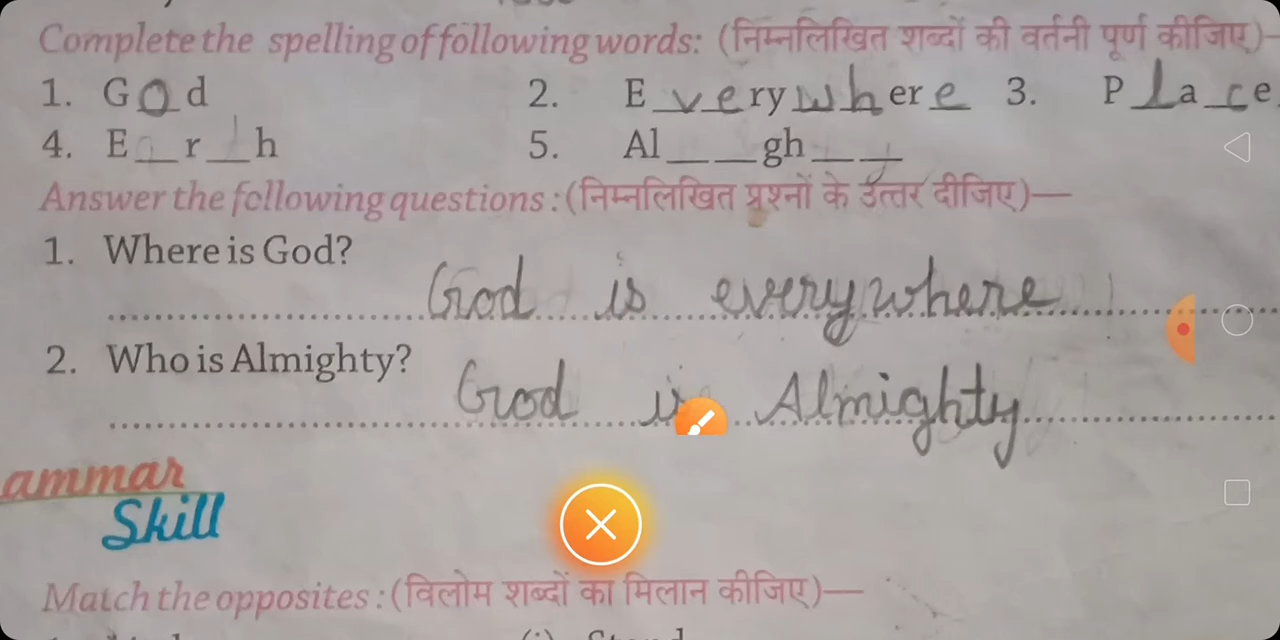 Complete the spelling of following words: (निम्नलिखित शब्दों की वर्तनी पूर्ण कीजिए)-
1. God 2. Everywhere 3. Place
4. E_r_h 5. Al__gh__
Answer the following questions : (निम्नलिखित प्रश्नों के उत्तर दीजिए)—
1. Where is God?
God is everywhere
2. Who is Almighty?
God is Almighty
ammar
Skill
Match the opposites : (विलोम शब्दों का मिलान कीजिए)—